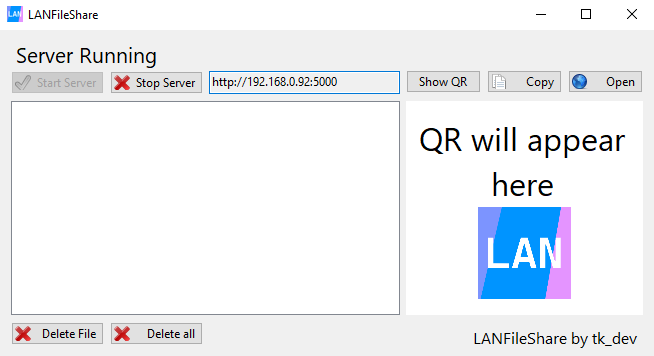 LAN LANFileShare
Server Running
Start Server Stop Server http://192.168.0.92:5000 Show QR Copy Open
QR will appear
here
LAN
Delete File Delete all
LANFileShare by tk_dev